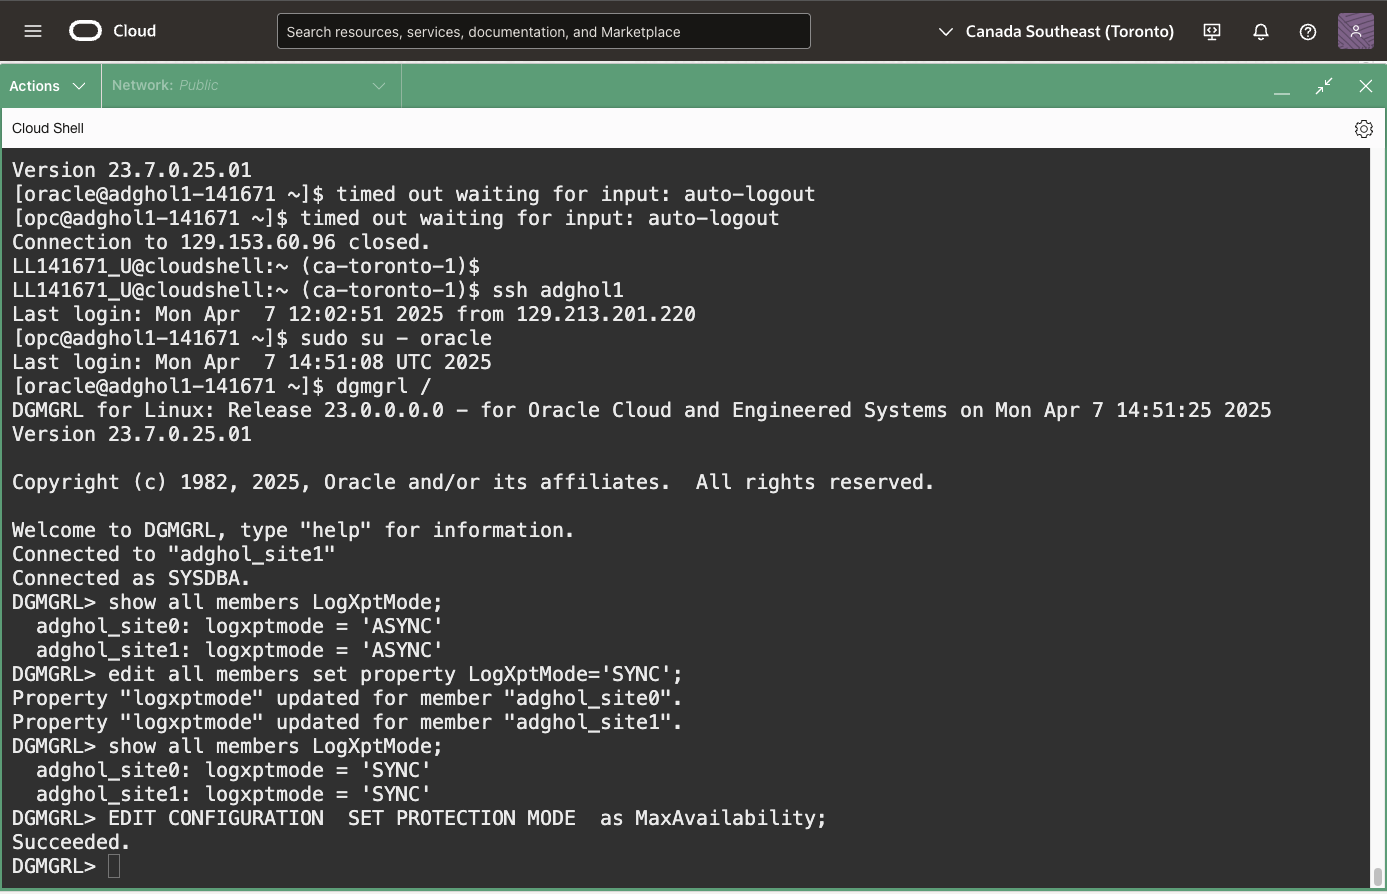 Cloud
Search resources, services, documentation, and Marketplace
Canada Southeast (Toronto)
Actions
Network: Public
Cloud Shell
Version 23.7.0.25.01
[oracle@adghol1-141671 ~]$ timed out waiting for input: auto-logout
[opc@adghol1-141671 ~]$ timed out waiting for input: auto-logout
Connection to 129.153.60.96 closed.
LL141671_U@cloudshell:~ (ca-toronto-1)$
LL141671_U@cloudshell:~ (ca-toronto-1)$ ssh adghol1
Last login: Mon Apr  7 12:02:51 2025 from 129.213.201.220
[opc@adghol1-141671 ~]$ sudo su - oracle
Last login: Mon Apr  7 14:51:08 UTC 2025
[oracle@adghol1-141671 ~]$ dgmgrl /
DGMGRL for Linux: Release 23.0.0.0.0 - for Oracle Cloud and Engineered Systems on Mon Apr 7 14:51:25 2025
Version 23.7.0.25.01
Copyright (c) 1982, 2025, Oracle and/or its affiliates.  All rights reserved.
Welcome to DGMGRL, type "help" for information.
Connected to "adghol_site1"
Connected as SYSDBA.
DGMGRL> show all members LogXptMode;
  adghol_site0: logxptmode = 'ASYNC'
  adghol_site1: logxptmode = 'ASYNC'
DGMGRL> edit all members set property LogXptMode='SYNC';
Property "logxptmode" updated for member "adghol_site0".
Property "logxptmode" updated for member "adghol_site1".
DGMGRL> show all members LogXptMode;
  adghol_site0: logxptmode = 'SYNC'
  adghol_site1: logxptmode = 'SYNC'
DGMGRL> EDIT CONFIGURATION  SET PROTECTION MODE  as MaxAvailability;
Succeeded.
DGMGRL>